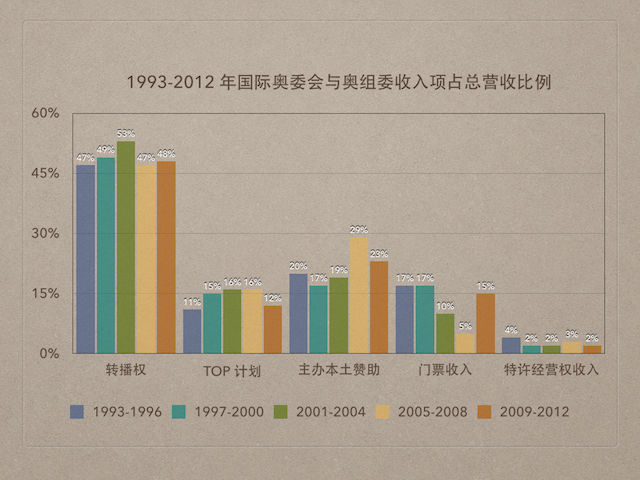 1993-2012 年国际奥委会与奥组委收入项占总营收比例
60%
45%
30%
15%
0%
47% 49% 53% 47% 48%
11% 15% 16% 16% 12%
20% 17% 19% 29% 23%
17% 17% 10% 5% 15%
4% 2% 2% 3% 2%
转播权 TOP 计划 主办本土赞助 门票收入 特许经营权收入
1993-1996 1997-2000 2001-2004 2005-2008 2009-2012